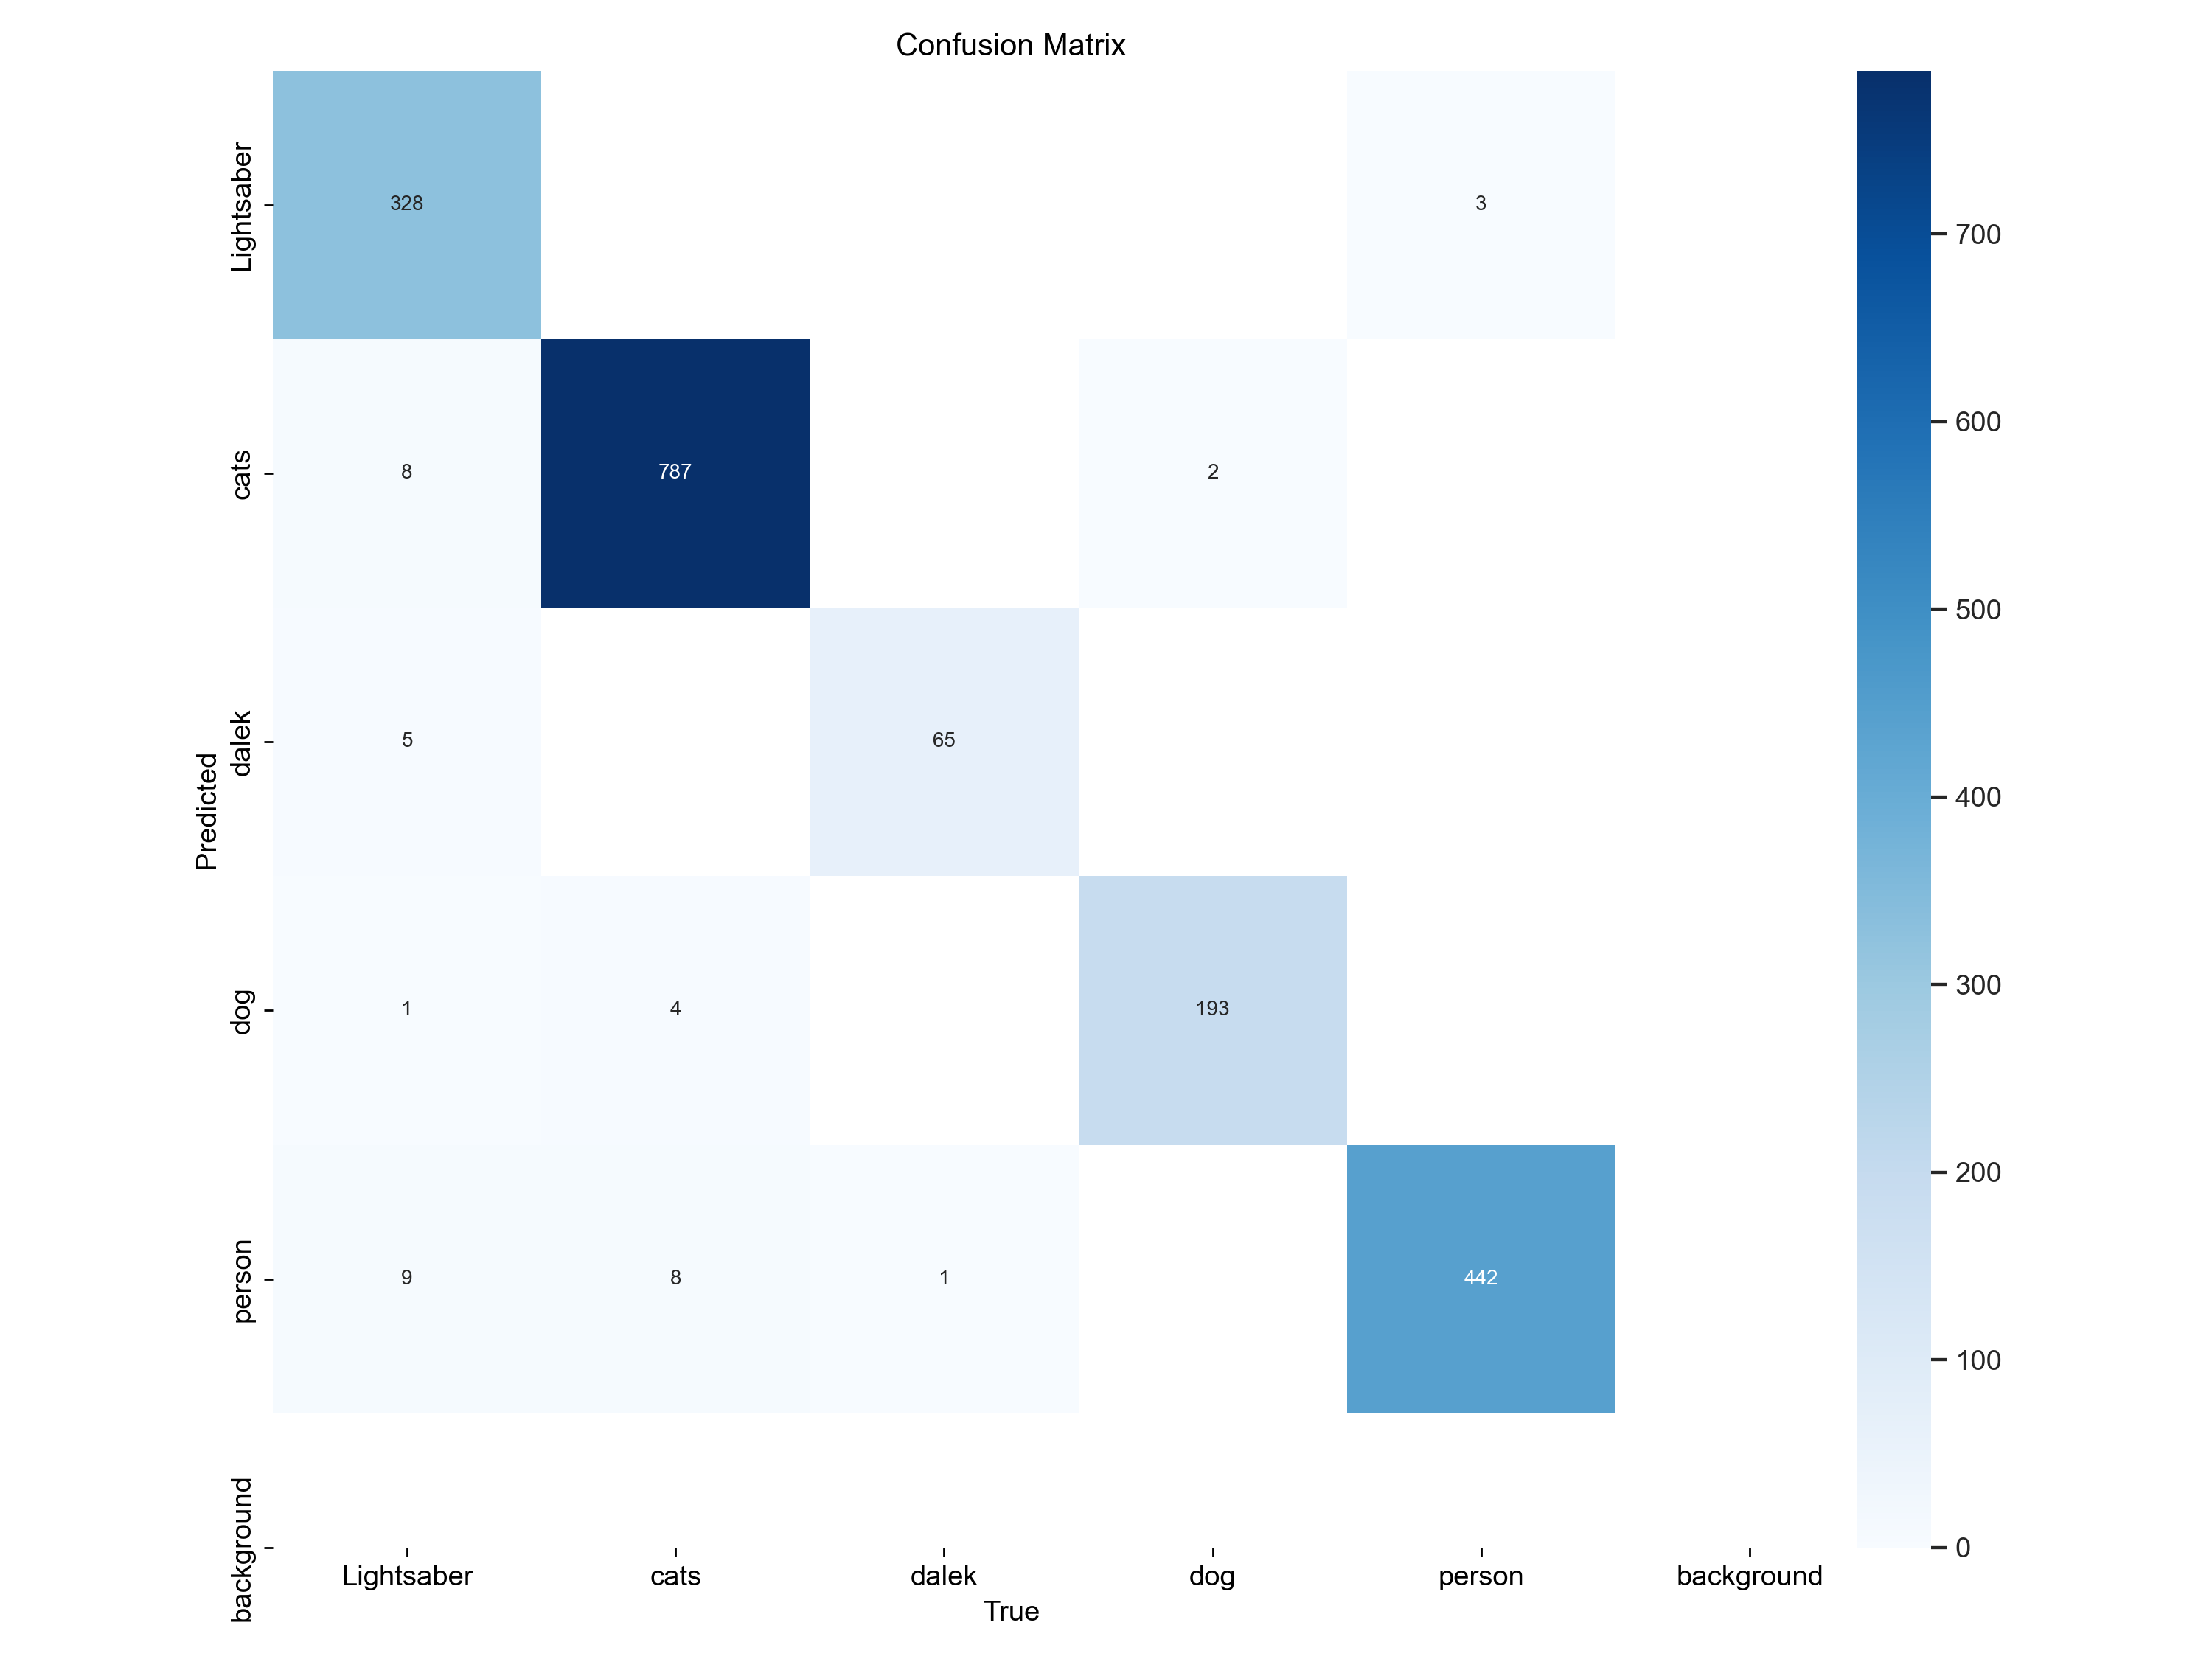 Confusion Matrix
Lightsaber
328
3
700
600
cats
8
787
2
500
dalek
5
65
400
Predicted
dog
1
4
193
300
200
person
9
8
1
442
100
background
0
Lightsaber cats dalek dog person background
True